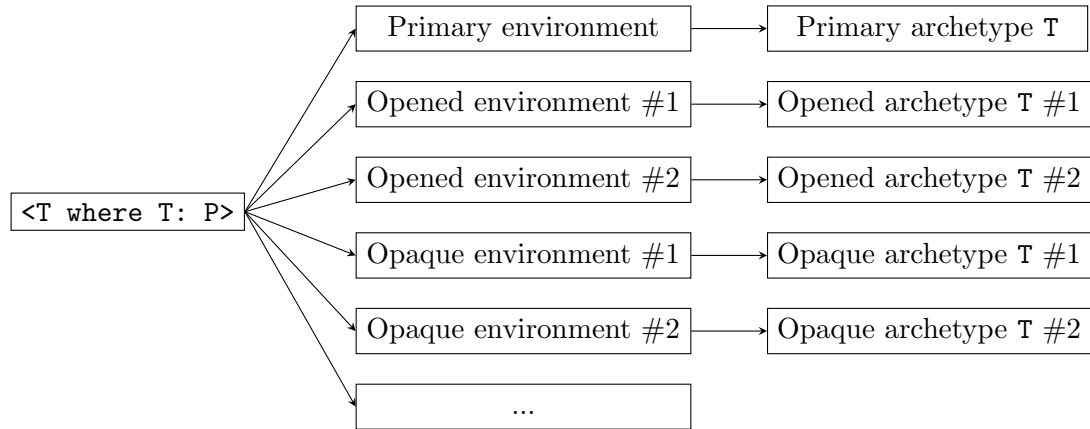 Primary environment
Primary archetype T
Opened environment #1
Opened archetype T #1
Opened environment #2
Opened archetype T #2
<T where T: P>
Opaque environment #1
Opaque archetype T #1
Opaque environment #2
Opaque archetype T #2
...